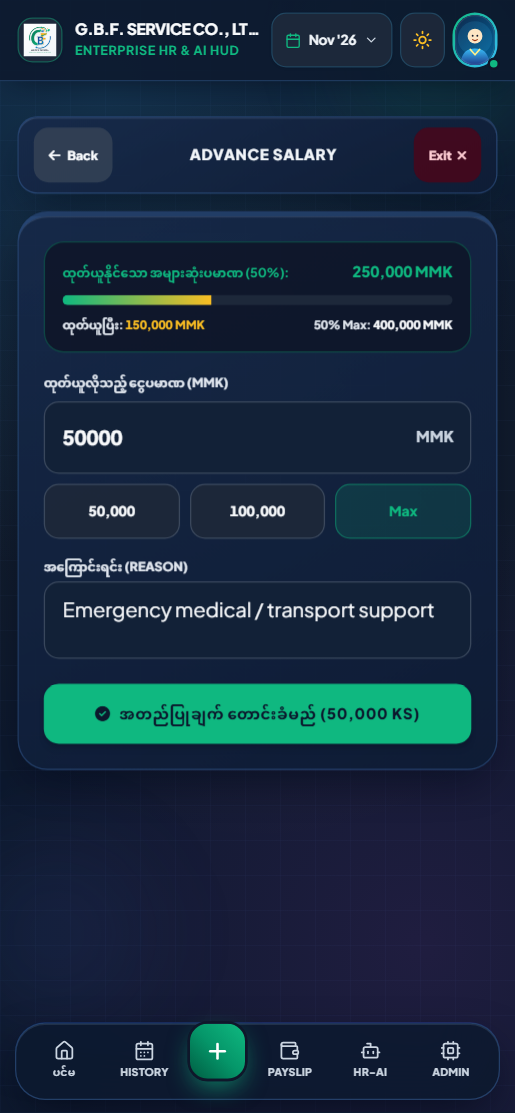 G.B.F. SERVICE CO., LT...
ENTERPRISE HR & AI HUD
Nov '26
← Back
ADVANCE SALARY
Exit ✕
ထုတ်ယူနိုင်သော အများဆုံးပမာဏ (50%):
250,000 MMK
ထုတ်ယူပြီး: 150,000 MMK
50% Max: 400,000 MMK
ထုတ်ယူလိုသည့် ငွေပမာဏ (MMK)
50000
MMK
50,000
100,000
Max
အကြောင်းရင်း (REASON)
Emergency medical / transport support
အတည်ပြုချက် တောင်းခံမည် (50,000 KS)
ပင်မ
HISTORY
PAYSLIP
HR-AI
ADMIN